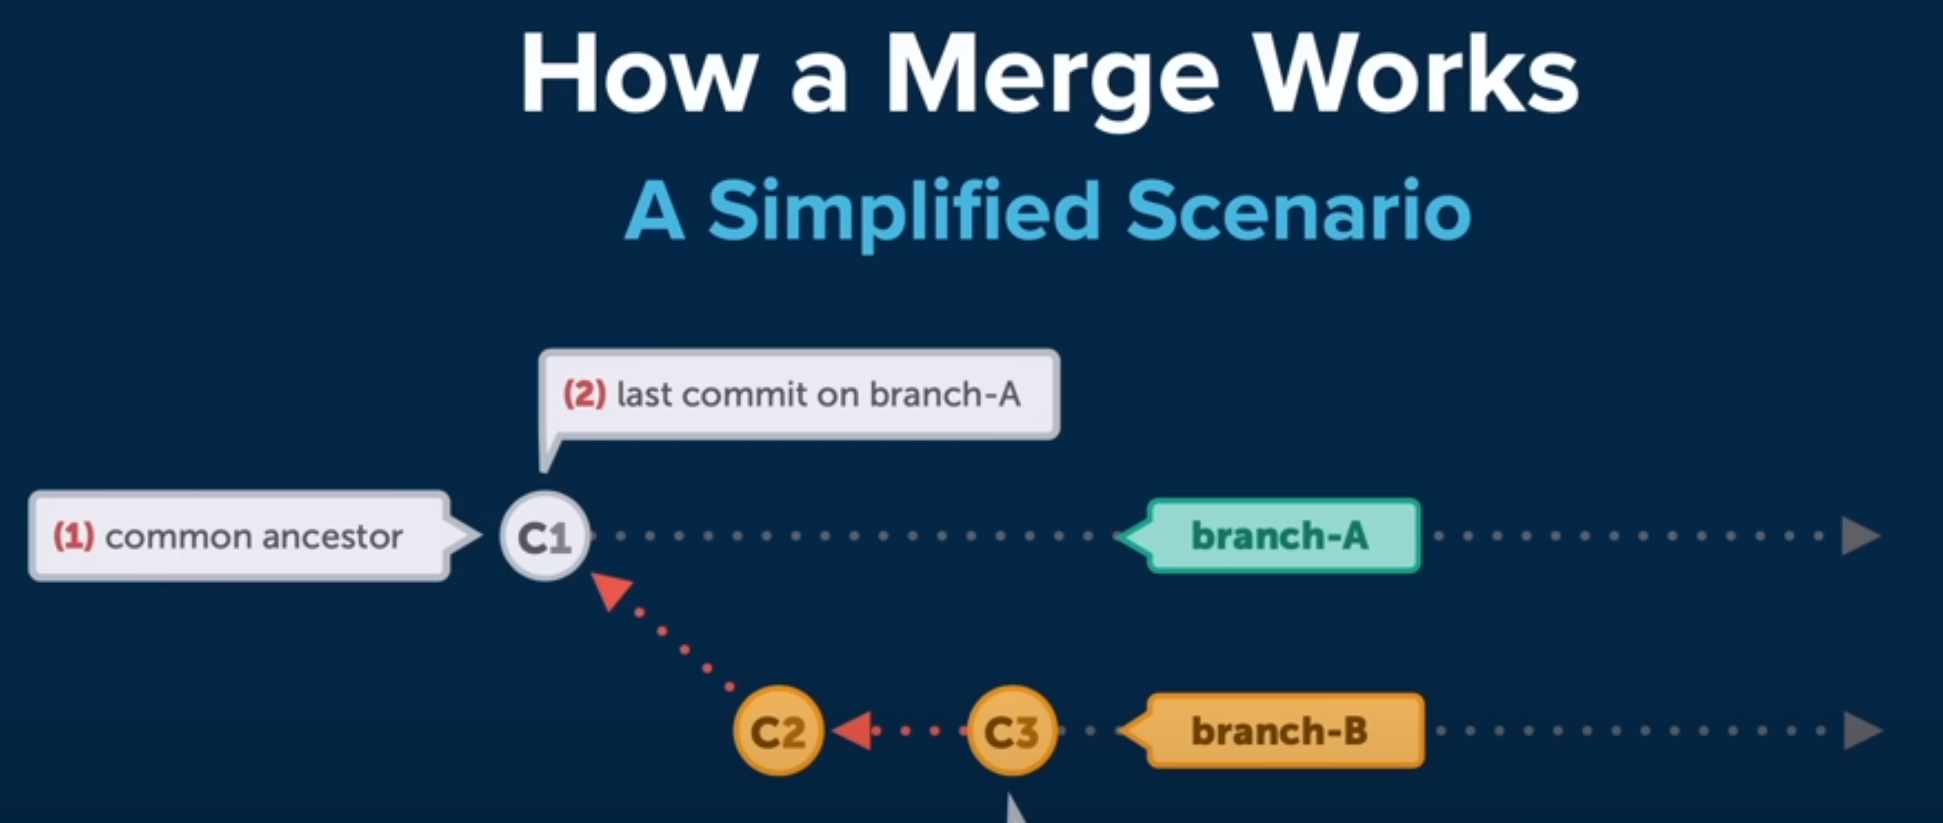 How a Merge Works
A Simplified Scenario
(2) last commit on branch-A
(1) common ancestor
C1
branch-A
C2
C3
branch-B